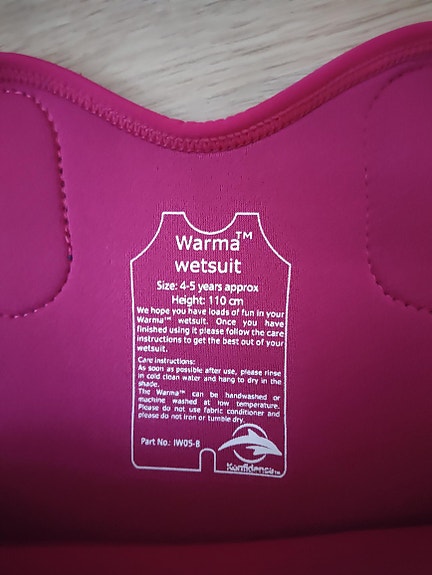 Warma™
wetsuit
Size: 4-5 years approx
Height: 110 cm
We hope you have loads of fun in your
Warma™ wetsuit. Once you have
finished using it please follow the care
instructions to get the best out of your
wetsuit.
Care instructions:
As soon as possible after use, please rinse
in cold clean water and hang to dry in the
shade.
The Warma™ can be handwashed or
machine washed at low temperature.
Please do not use fabric conditioner and
please do not iron or tumble dry.
Part No.: IW05-B
Konfidence™